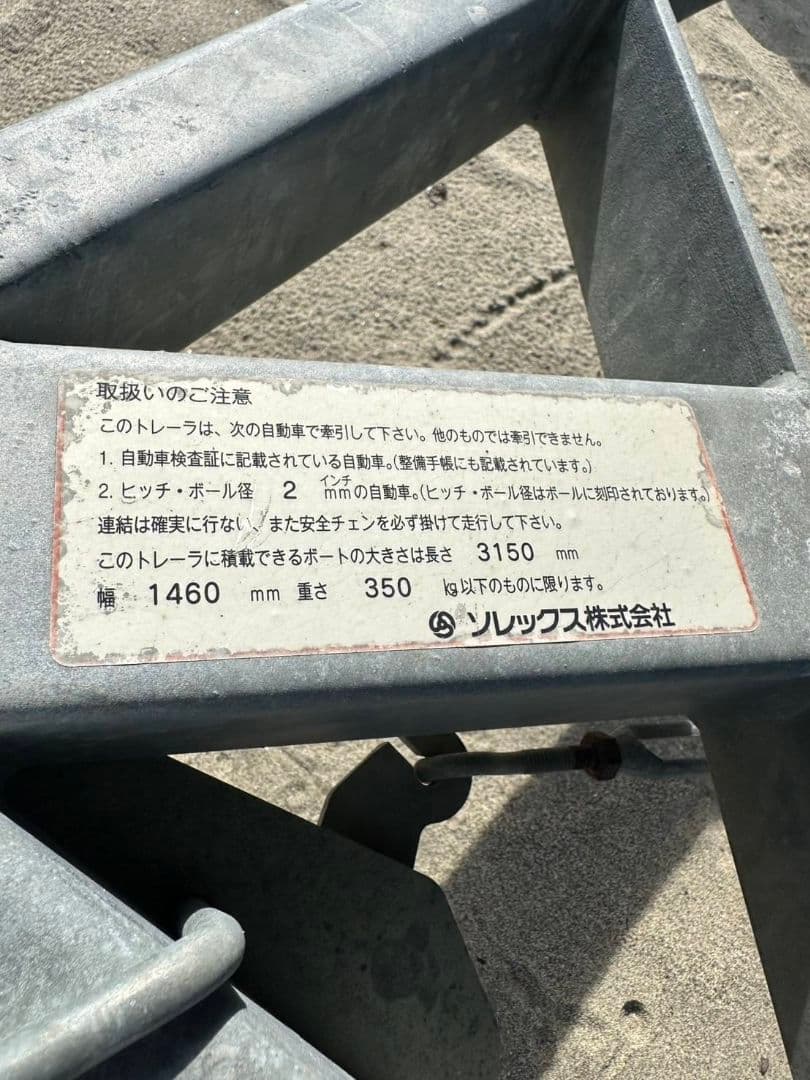 取扱いのご注意
このトレーラは、次の自動車で牽引して下さい。他のものでは牽引できません。
1. 自動車検査証に記載されている自動車。(整備手帳にも記載されています。)
2. ヒッチ・ボール径 2 インチ mmの自動車。(ヒッチ・ボール径はボールに刻印されております。)
連結は確実に行ない、また安全チェンを必ず掛けて走行して下さい。
このトレーラに積載できるボートの大きさは長さ 3150 mm
幅 1460 mm 重さ 350 kg以下のものに限ります。
ソレックス株式会社